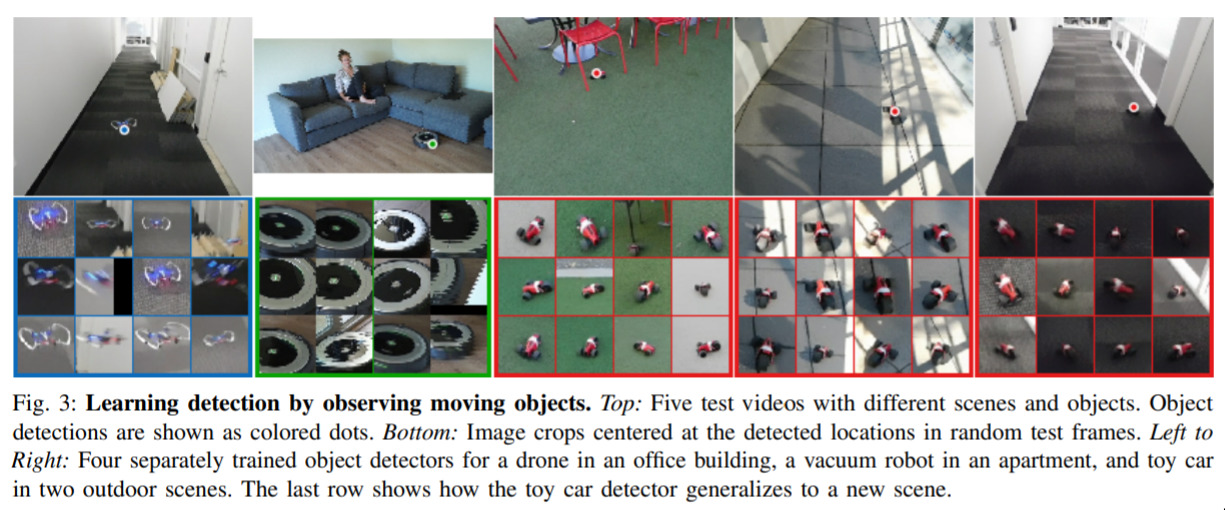 Fig. 3: Learning detection by observing moving objects. Top: Five test videos with different scenes and objects. Object
detections are shown as colored dots. Bottom: Image crops centered at the detected locations in random test frames. Left to
Right: Four separately trained object detectors for a drone in an office building, a vacuum robot in an apartment, and toy car
in two outdoor scenes. The last row shows how the toy car detector generalizes to a new scene.